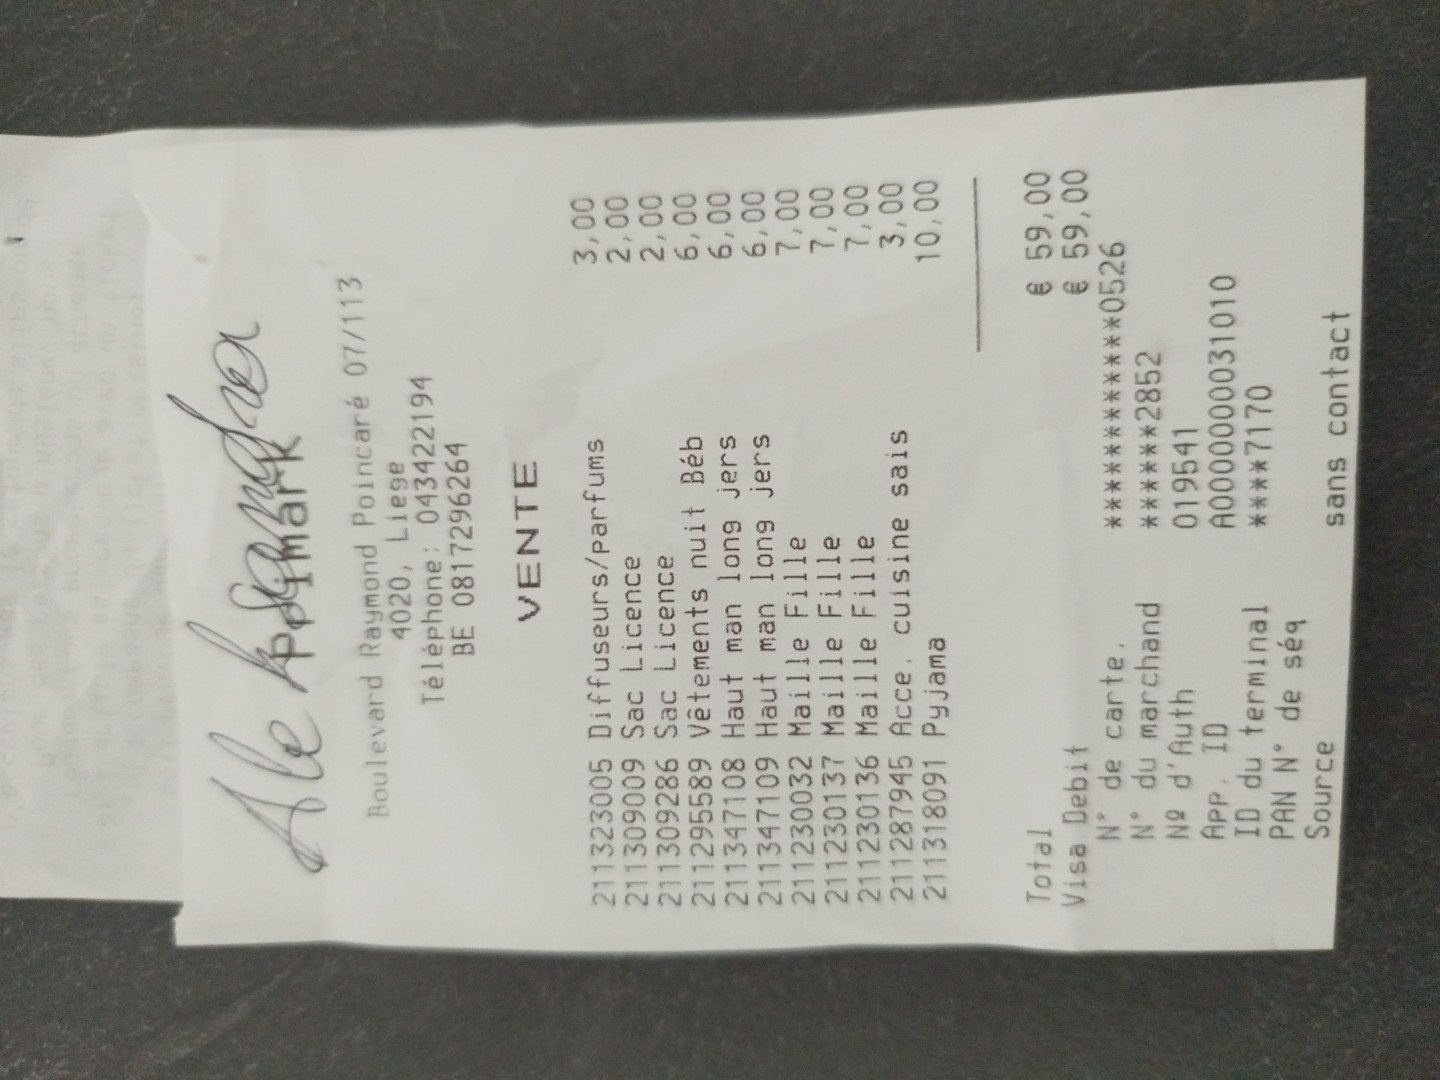 Alexandra
Primark
Boulevard Raymond Poincaré 07/113
4020, Liege
Téléphone: 043422194
BE 0817296264
VENTE
211323005 Diffuseurs/Parfums 3,00
211309009 Sac Licence 2,00
211309286 Sac Licence 2,00
211295589 Vêtements nuit Béb 6,00
211347108 Haut man long jers 6,00
211347109 Haut man long jers 6,00
211230032 Maille Fille 7,00
211230137 Maille Fille 7,00
211230136 Maille Fille 7,00
211287945 Acce. cuisine sais 3,00
211318091 Pyjama 10,00
Total € 59,00
Visa Debit € 59,00
N° de carte. ************0526
N° du marchand ******2852
Nº d'Auth 019541
App. ID A0000000031010
ID du terminal ****7170
PAN N° de séq
Source sans contact